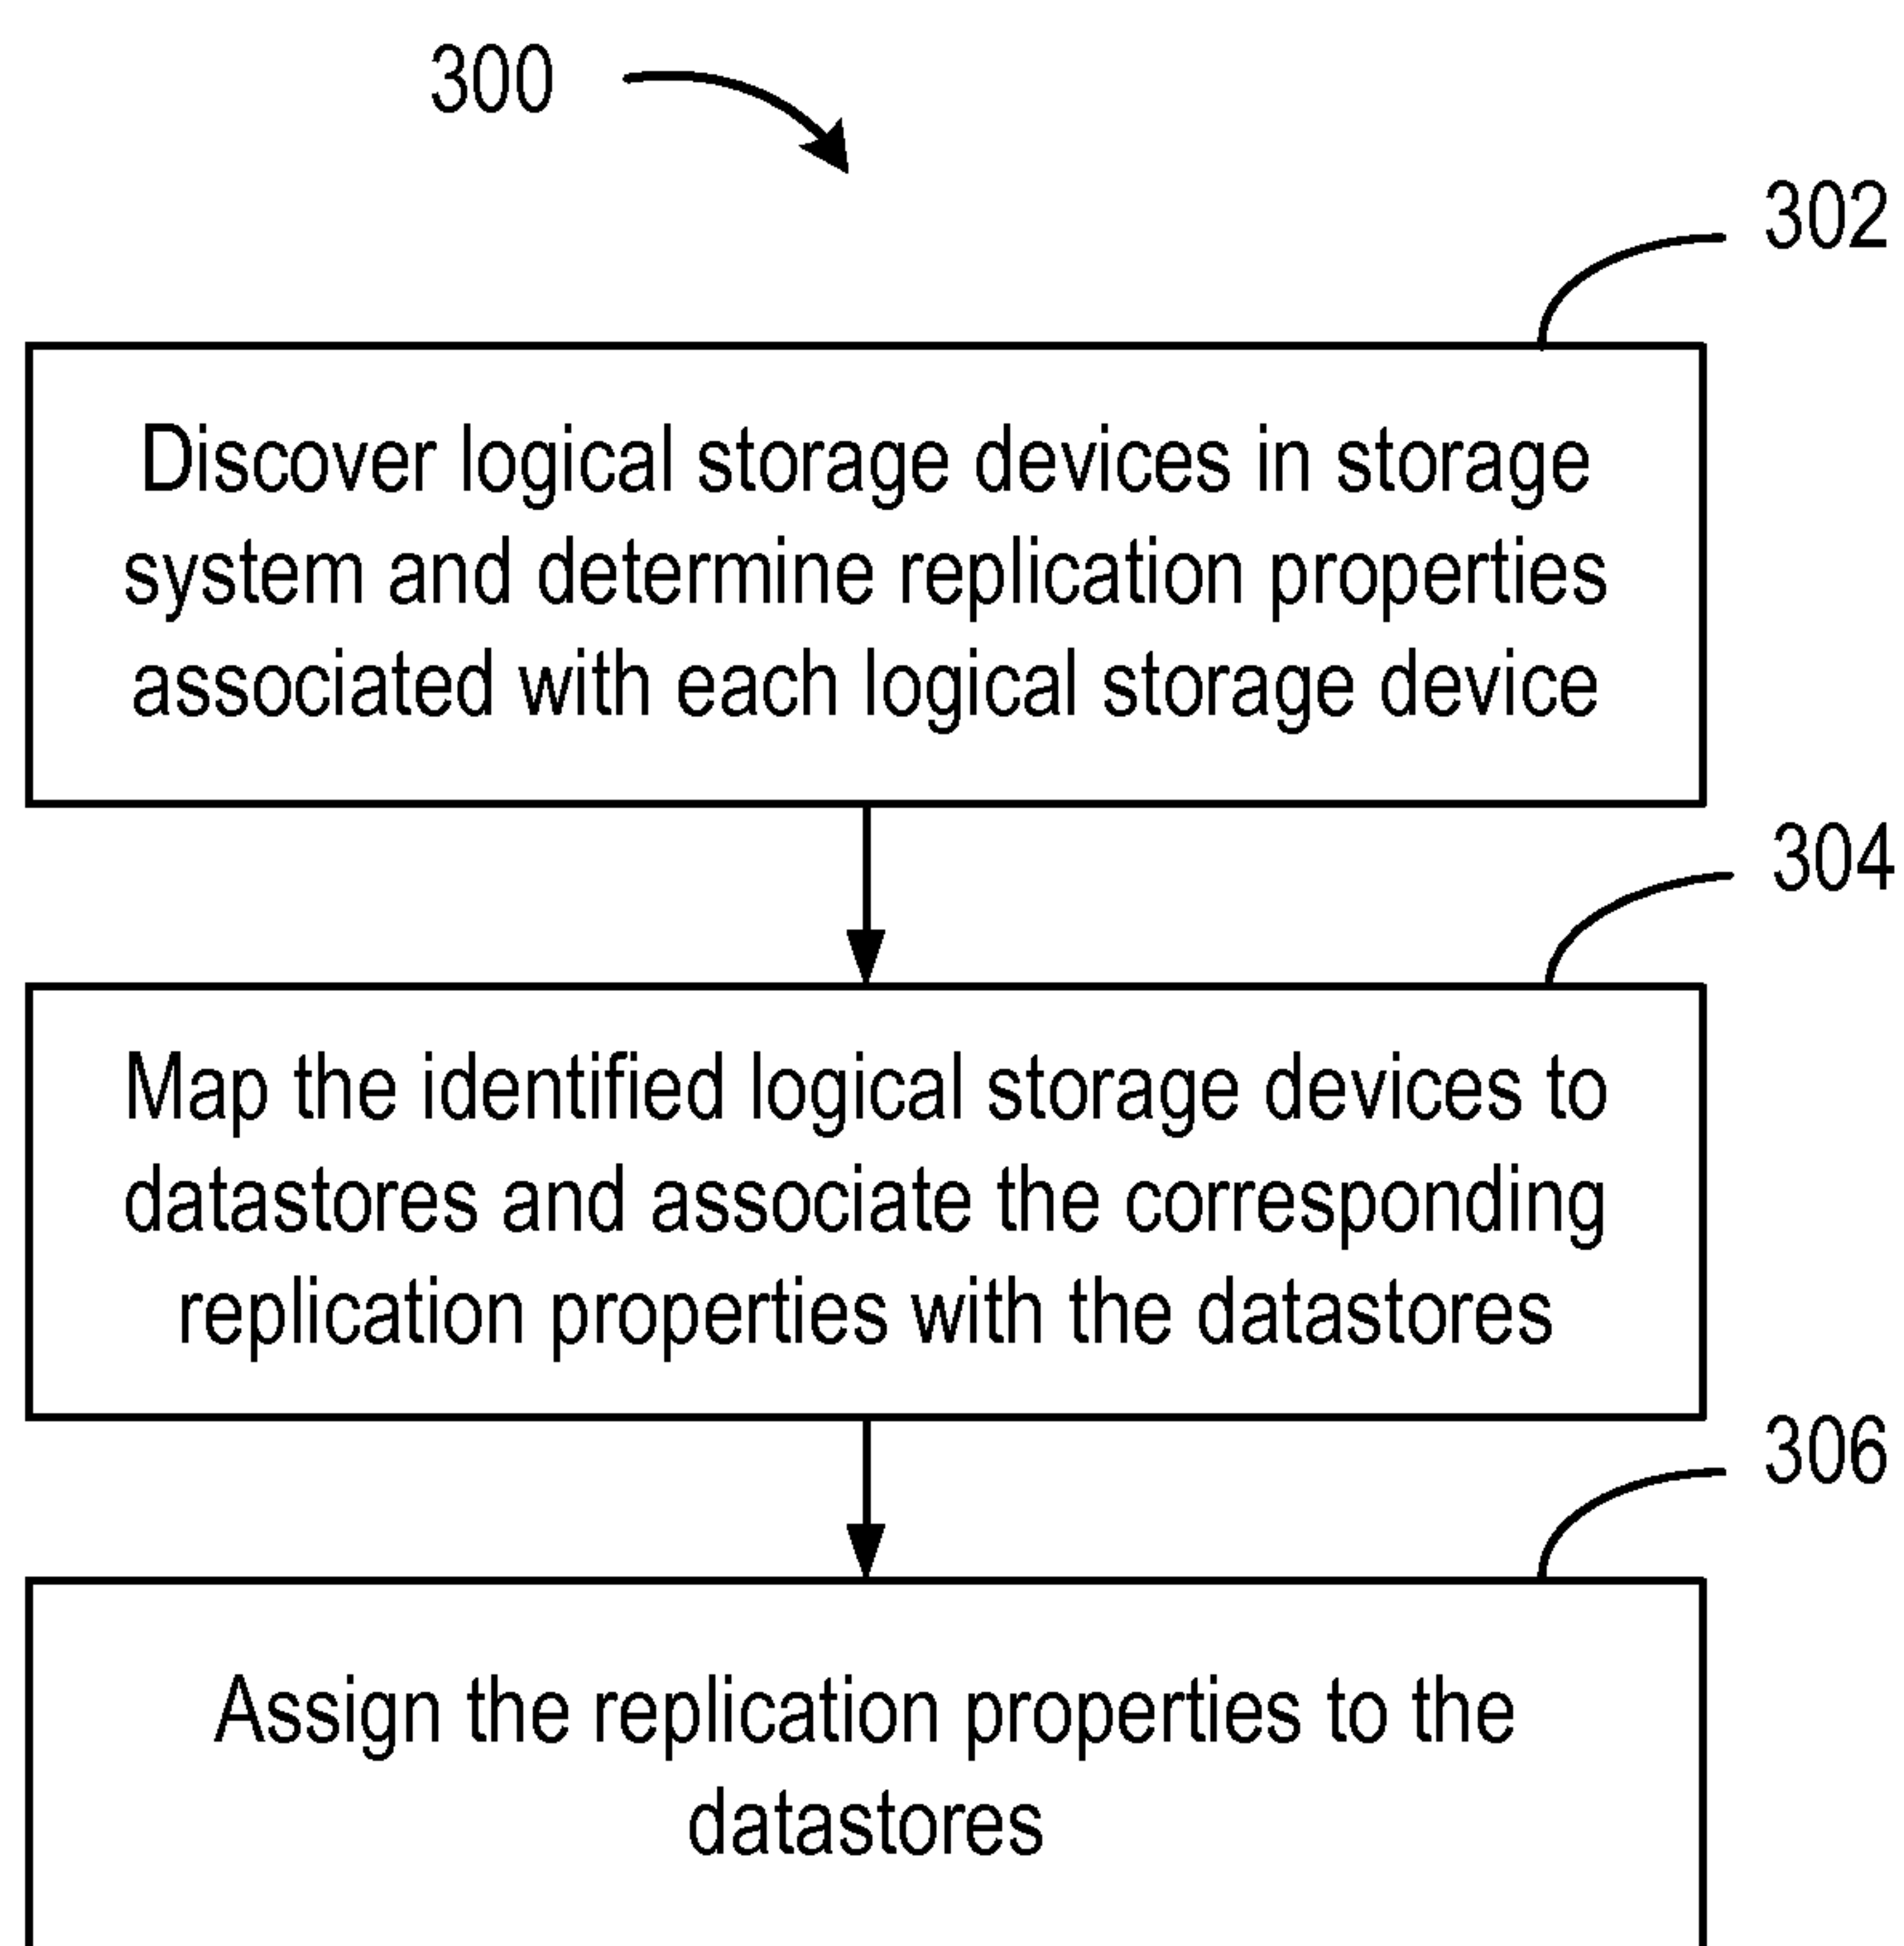 300
302
Discover logical storage devices in storage
system and determine replication properties
associated with each logical storage device
304
Map the identified logical storage devices to
datastores and associate the corresponding
replication properties with the datastores
306
Assign the replication properties to the
datastores